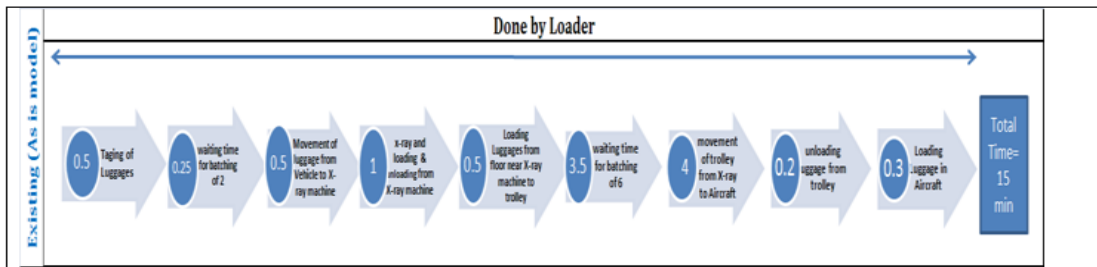 Done by Loader
Existing (As is model)
0.5
Taging of
Luggages
0.25
waiting time
for batching
of 2
0.5
Movement of
luggage from
Vehicle to X-
ray machine
1
x-ray and
loading &
unloading from
X-ray machine
0.5
Loading
Luggages from
floor near X-ray
machine to
trolley
3.5
waiting time
for batching
of 6
4
movement
of trolley
from X-ray
to Aircraft
0.2
unloading
uggage from
trolley
0.3
Loading
Luggage in
Aircraft
Total
Time=
15
min